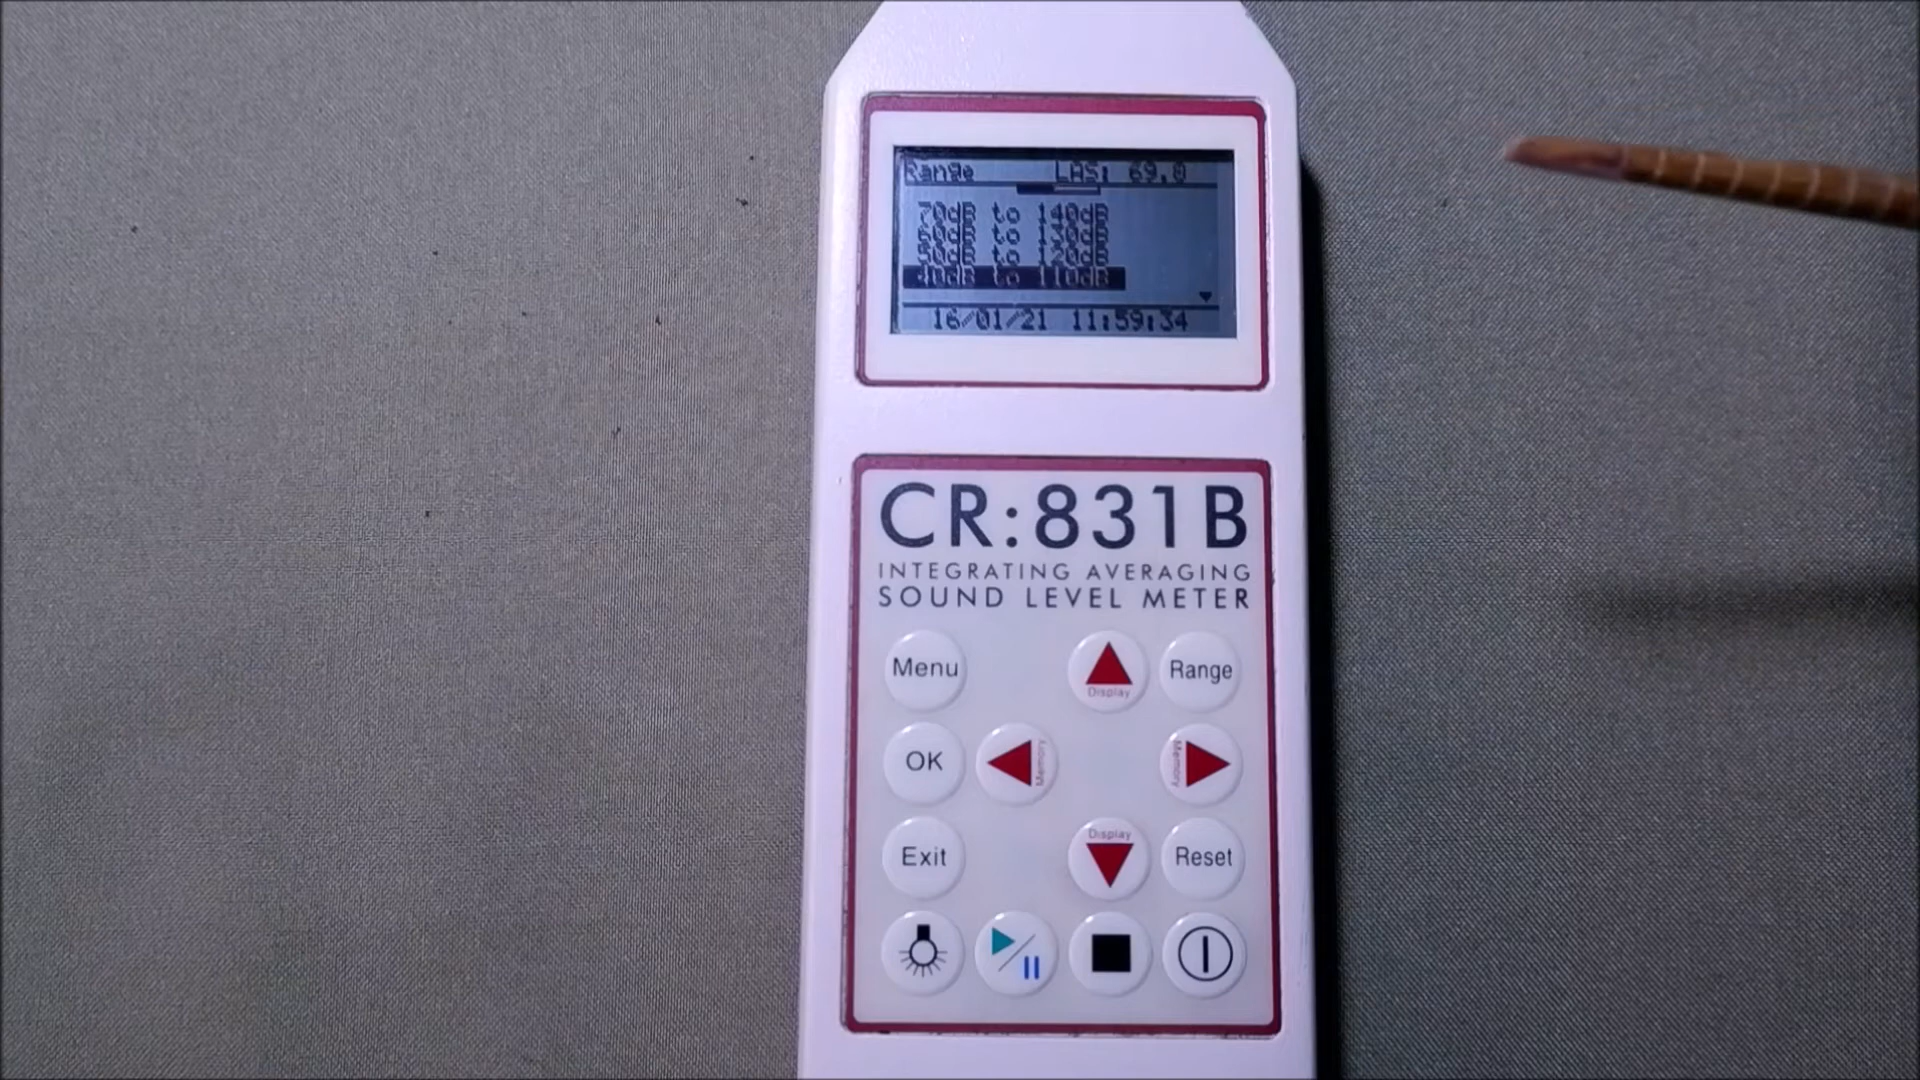 Range LAS: 69.0
70dB to 140dB
60dB to 130dB
50dB to 120dB
40dB to 110dB
16/01/21 11:59:34
CR:831B
INTEGRATING AVERAGING
SOUND LEVEL METER
Menu
Display
Range
OK
Memory
Memory
Exit
Display
Reset